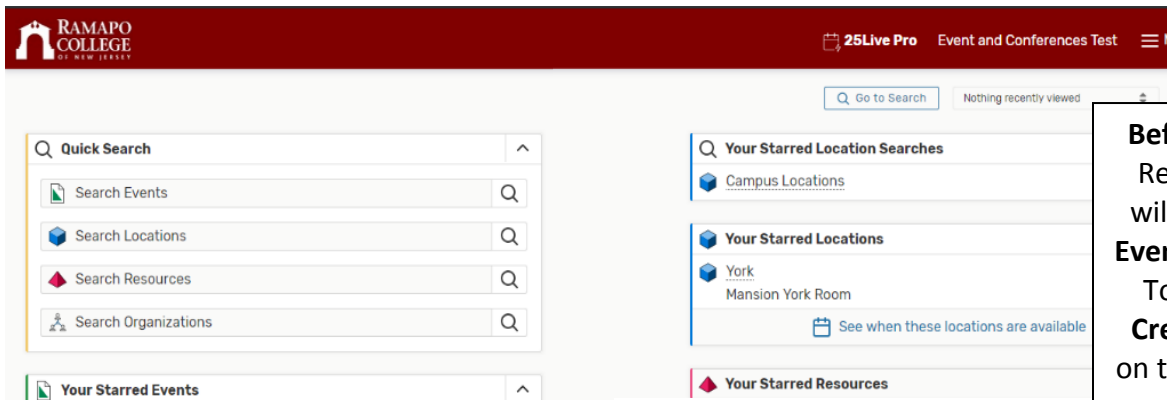 RAMAPO
COLLEGE
OF NEW JERSEY
25Live Pro Event and Conferences Test
Go to Search Nothing recently viewed
Quick Search
Search Events
Search Locations
Search Resources
Search Organizations
Your Starred Events
Your Starred Location Searches
Campus Locations
Your Starred Locations
York
Mansion York Room
See when these locations are available
Your Starred Resources
on t